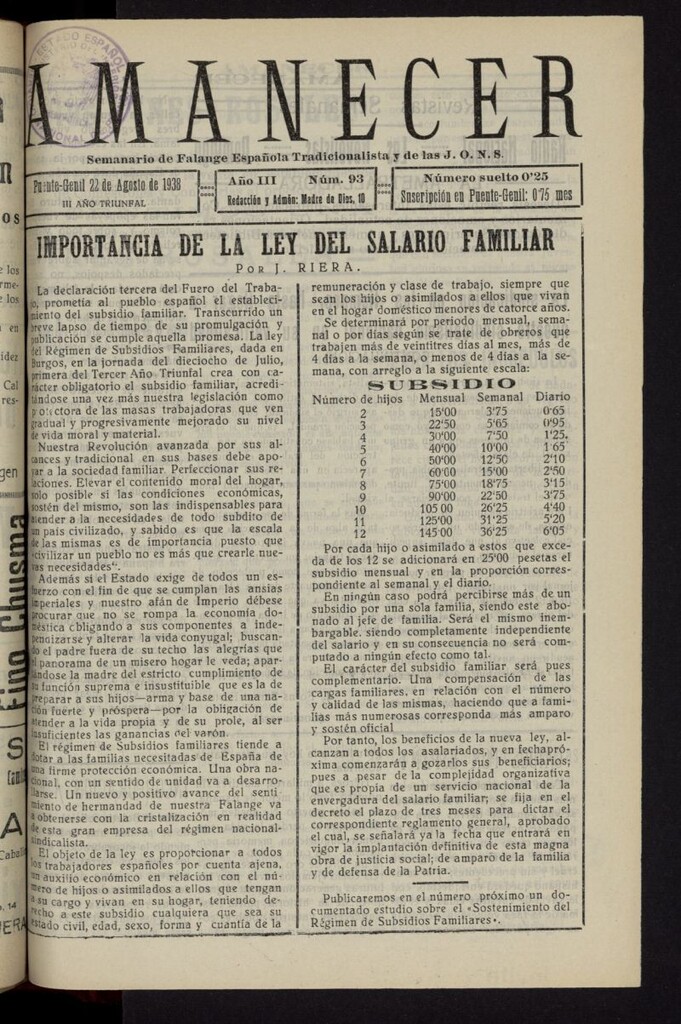 AMANECER
Semanario de Falange Española Tradicionalista y de las J. O. N. S.
Puente-Genil 22 de Agosto de 1938
III AÑO TRIUNFAL
Año III Núm. 93
Redacción y Admón: Madre de Dios, 10
Número suelto 0'25
Suscripción en Puente-Genil: 0'75 mes
IMPORTANCIA DE LA LEY DEL SALARIO FAMILIAR
POR J. RIERA.
La declaración tercera del Fuero del Traba-
jo, prometía al pueblo español el estableci-
miento del subsidio familiar. Transcurrido un
breve lapso de tiempo de su promulgación y
publicación se cumple aquella promesa. La ley
del Régimen de Subsidios Familiares, dada en
Burgos, en la jornada del dieciocho de julio,
primera del Tercer Año Triunfal crea con ca-
rácter obligatorio el subsidio familiar, acredi-
tándose una vez más nuestra legislación como
protectora de las masas trabajadoras que ven
gradual y progresivamente mejorado su nivel
de vida moral y material.
Nuestra Revolución avanzada por sus al-
cances y tradicional en sus bases debe apo-
yar a la sociedad familiar. Perfeccionar sus re-
laciones. Elevar el contenido moral del hogar,
solo posible si las condiciones económicas,
sostén del mismo, son las indispensables para
atender a la necesidades de todo subdito de
un país civilizado, y sabido es que la escala
de las mismas es de importancia puesto que
«civilizar un pueblo no es más que crearle nue-
vas necesidades».
Además si el Estado exige de todos un es-
fuerzo con el fin de que se cumplan las ansias
imperiales y nuestro afán de Imperio débese
procurar que no se rompa la economía do-
méstica obligando a sus componentes a inde-
pendizarse y alterar la vida conyugal; buscan-
do el padre fuera de su techo las alegrías que
el panorama de un misero hogar le veda; apar-
tándose la madre del estricto cumplimiento de
su función suprema e insustituible que es la de
preparar a sus hijos—arma y base de una na-
ción fuerte y próspera—por la obligación de
atender a la vida propia y de su prole, al ser
insuficientes las ganancias del varón.
El régimen de Subsidios familiares tiende a
dotar a las familias necesitadas de España de
una firme protección económica. Una obra na-
cional, con un sentido de unidad va a desarro-
llarse. Un nuevo y positivo avance del senti
miento de hermandad de nuestra Falange va
a obtenerse con la cristalización en realidad
de esta gran empresa del régimen nacional-
sindicalista.
El objeto de la ley es proporcionar a todos
los trabajadores españoles por cuenta ajena,
un auxilio económico en relación con el nú-
mero de hijos o asimilados a ellos que tengan
a su cargo y vivan en su hogar, teniendo de-
recho a este subsidio cualquiera que sea su
estado civil, edad, sexo, forma y cuantía de la
remuneración y clase de trabajo, siempre que
sean los hijos o asimilados a ellos que vivan
en el hogar doméstico menores de catorce años.
Se determinará por periodo mensual, sema-
nal o por días según se trate de obreros que
trabajen más de veintitres días al mes, más de
4 días a la semana, o menos de 4 días a la se-
mana, con arreglo a la siguiente escala:
SUBSIDIO
Número de hijos Mensual Semanal Diario
2 15'00 3'75 0'65
3 22'50 5'65 0'95
4 30'00 7'50 1'25.
5 40'00 10'00 1'65
6 50'00 12'50 2'10
7 60'00 15'00 2'50
8 75'00 18'75 3'15
9 90'00 22'50 3'75
10 105 00 26'25 4'40
11 125'00 31'25 5'20
12 145'00 36'25 6'05
Por cada hijo o asimilado a estos que exce-
da de los 12 se adicionará en 25'00 pesetas el
subsidio mensual y en la proporción corres-
pondiente al semanal y el diario.
En ningún caso podrá percibirse más de un
subsidio por una sola familia, siendo este abo-
nado al jefe de familia. Será el mismo inem-
bargable. siendo completamente independiente
del salario y en su consecuencia no será com-
putado a ningún efecto como tal.
El carácter del subsidio familiar será pues
complementario. Una compensación de las
cargas familiares, en relación con el número
y calidad de las mismas, haciendo que a fami-
lias más numerosas corresponda más amparo
y sostén oficial
Por tanto, los beneficios de la nueva ley, al-
canzan a todos los asalariados, y en fechapróx
ima comenzarán a gozarlos sus beneficiarios;
pues a pesar de la complejidad organizativa
que es propia de un servicio nacional de la
envergadura del salario familiar; se fija en el
decreto el plazo de tres meses para dictar el
correspondiente reglamento general, aprobado
el cual, se señalará ya la fecha que entrará en
vigor la implantación definitiva de esta magna
obra de justicia social; de amparo de la familia
y de defensa de la Patria.
Publicaremos en el número próximo un do-
cumentado estudio sobre el «Sostenimiento del
Régimen de Subsidios Familiares».
Fino Chusma